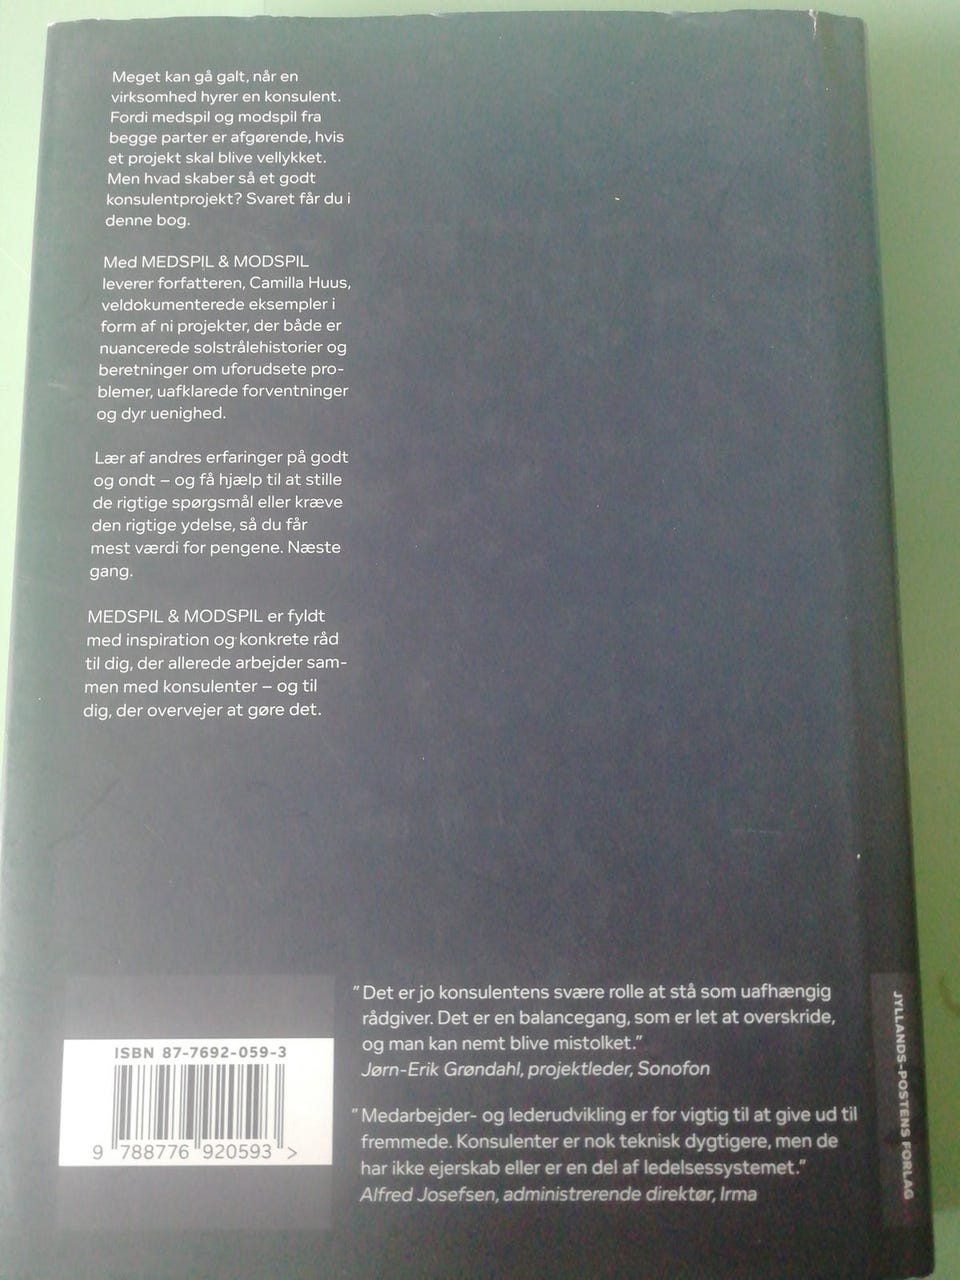 Meget kan gå galt, når en
virksomhed hyrer en konsulent.
Fordi medspil og modspil fra
begge parter er afgørende, hvis
et projekt skal blive vellykket.
Men hvad skaber så et godt
konsulentprojekt? Svaret får du i
denne bog.
Med MEDSPIL & MODSPIL
leverer forfatteren, Camilla Huus,
veldokumenterede eksempler i
form af ni projekter, der både er
nuancerede solstrålehistorier og
beretninger om uforudsete pro-
blemer, uafklarede forventninger
og dyr uenighed.
Lær af andres erfaringer på godt
og ondt – og få hjælp til at stille
de rigtige spørgsmål eller kræve
den rigtige ydelse, så du får
mest værdi for pengene. Næste
gang.
MEDSPIL & MODSPIL er fyldt
med inspiration og konkrete råd
til dig, der allerede arbejder sam-
men med konsulenter – og til
dig, der overvejer at gøre det.
"Det er jo konsulentens svære rolle at stå som uafhængig
rådgiver. Det er en balancegang, som er let at overskride,
og man kan nemt blive mistolket."
Jørn-Erik Grøndahl, projektleder, Sonofon
"Medarbejder- og lederudvikling er for vigtig til at give ud til
fremmede. Konsulenter er nok teknisk dygtigere, men de
har ikke ejerskab eller er en del af ledelsessystemet."
Alfred Josefsen, administrerende direktør, Irma
ISBN 87-7692-059-3
9 788776 920593 >
JYLLANDS-POSTENS FORLAG